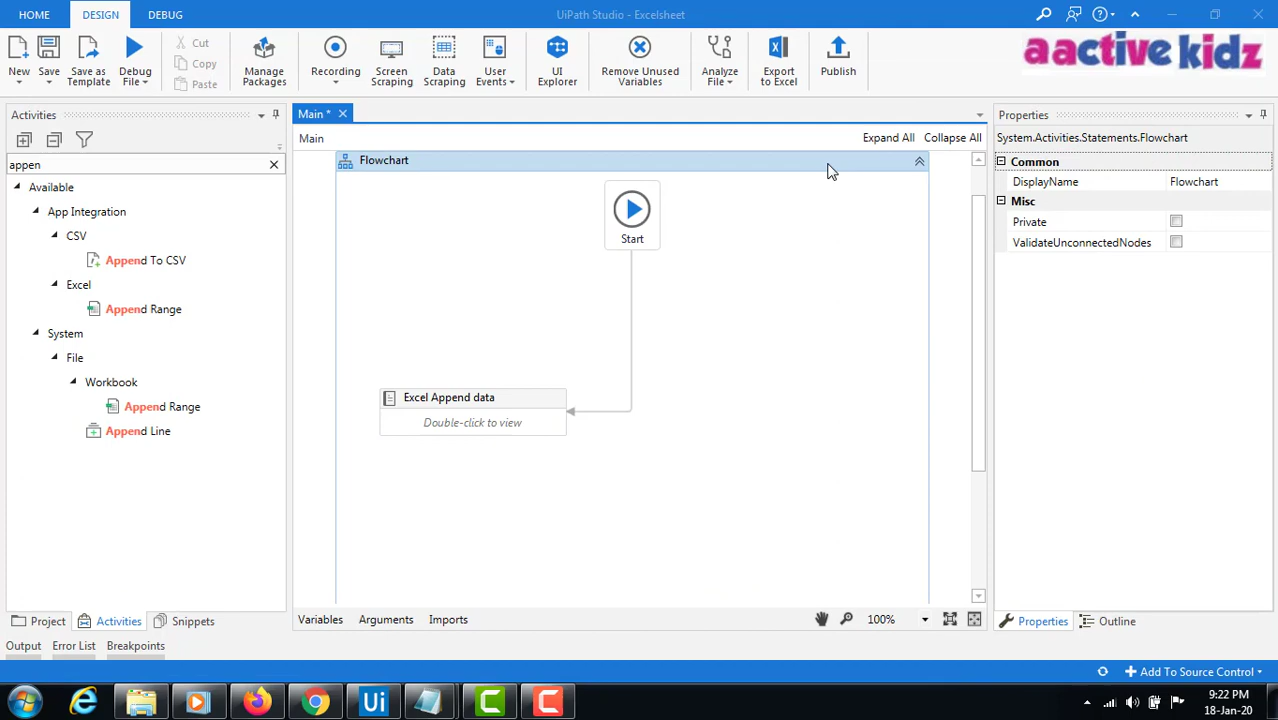 HOME DESIGN DEBUG UiPath Studio - Excelsheet
New Save Save as Template Debug File Cut Copy Paste Manage Packages Recording Screen Scraping Data Scraping User Events UI Explorer Remove Unused Variables Analyze File Export to Excel Publish
aactive kidz
Activities Main * Properties
Main Expand All Collapse All System.Activities.Statements.Flowchart
appen Flowchart Common
Available DisplayName Flowchart
App Integration Misc
CSV Private
Append To CSV ValidateUnconnectedNodes
Excel Start
Append Range
System
File
Workbook
Append Range
Append Line
Excel Append data
Double-click to view
Project Activities Snippets Variables Arguments Imports 100% Properties Outline
Output Error List Breakpoints
Add To Source Control
Ui C C
9:22 PM
18-Jan-20